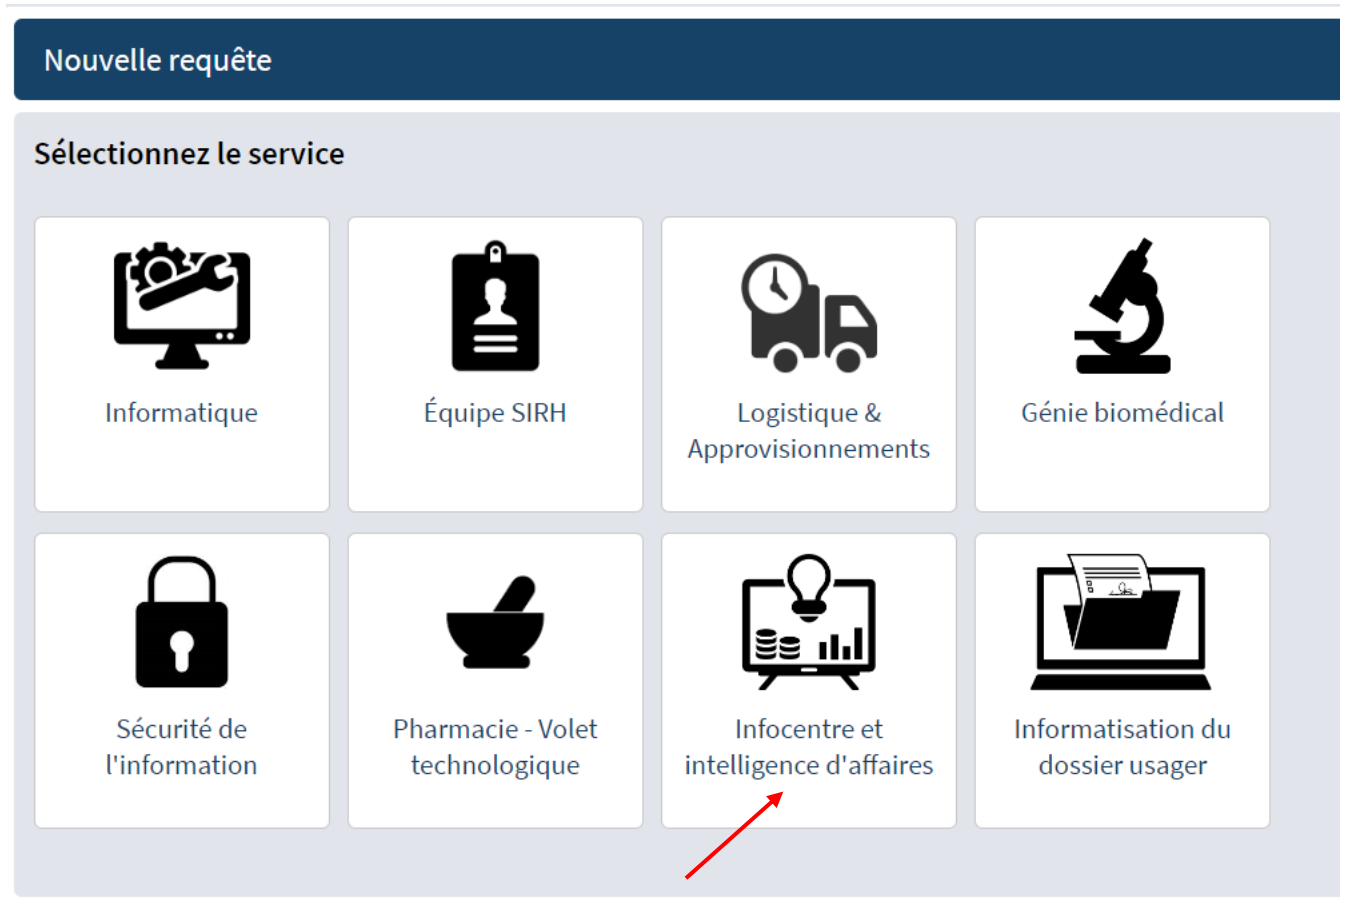 Nouvelle requête
Sélectionnez le service
Informatique
Équipe SIRH
Logistique &
Approvisionnements
Génie biomédical
Sécurité de
l'information
Pharmacie - Volet
technologique
Infocentre et
intelligence d'affaires
Informatisation du
dossier usager